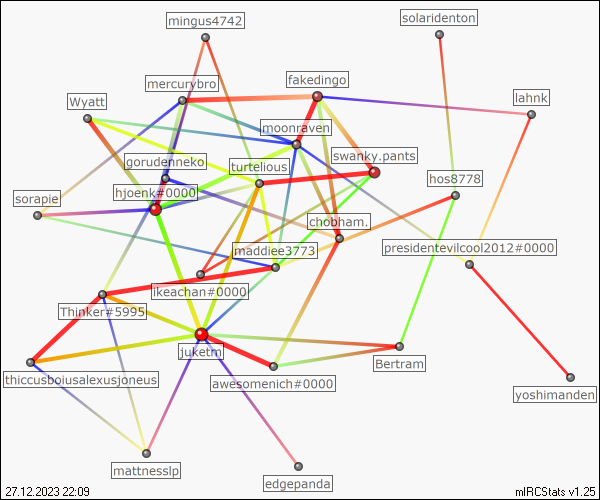 mingus4742
solaridenton
mercurybro
fakedingo
Wyatt
lahnk
moonraven
gorudenneko
turtelious
swanky.pants
hjoenk#0000
hos8778
sorapie
chobham.
maddiee3773
presidentevilcool2012#0000
ikeachan#0000
Thinker#5995
juketm
thiccusboiusalexusjoneus
awesomenich#0000
Bertram
yoshimanden
mattnesslp
edgepanda
27.12.2023 22:09
mIRCStats v1.25